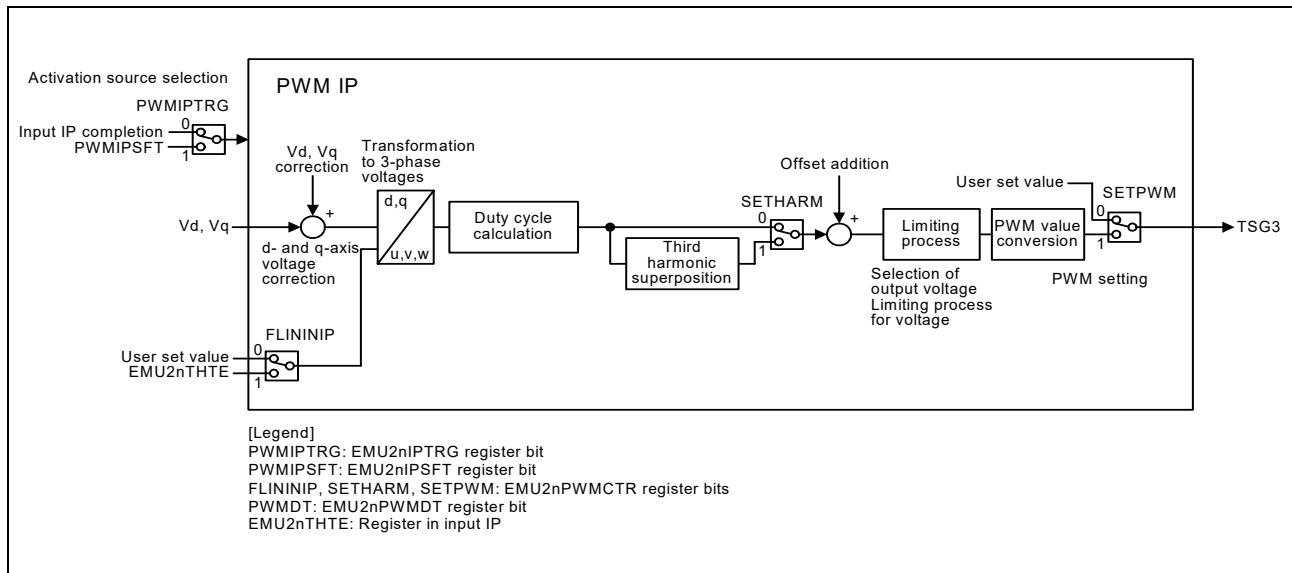 PWM IP
Activation source selection
PWMIPTRG
0
Input IP completion
PWMIPSFT
1
Vd, Vq
correction
+
Transformation
to 3-phase
voltages
Vd, Vq
d- and q-axis
voltage
correction
d,q
u,v,w
Duty cycle
calculation
Third
harmonic
superposition
SETHARM
0
1
Offset addition
+
Limiting
process
Selection of
output voltage
Limiting process
for voltage
PWM value
conversion
User set value
SETPWM
0
1
PWM setting
TSG3
FLININIP
User set value
0
EMU2nTHTE
1
[Legend]
PWMIPTRG: EMU2nIPTRG register bit
PWMIPSFT: EMU2nIPSFT register bit
FLININIP, SETHARM, SETPWM: EMU2nPWMCTR register bits
PWMDT: EMU2nPWMDT register bit
EMU2nTHTE: Register in input IP